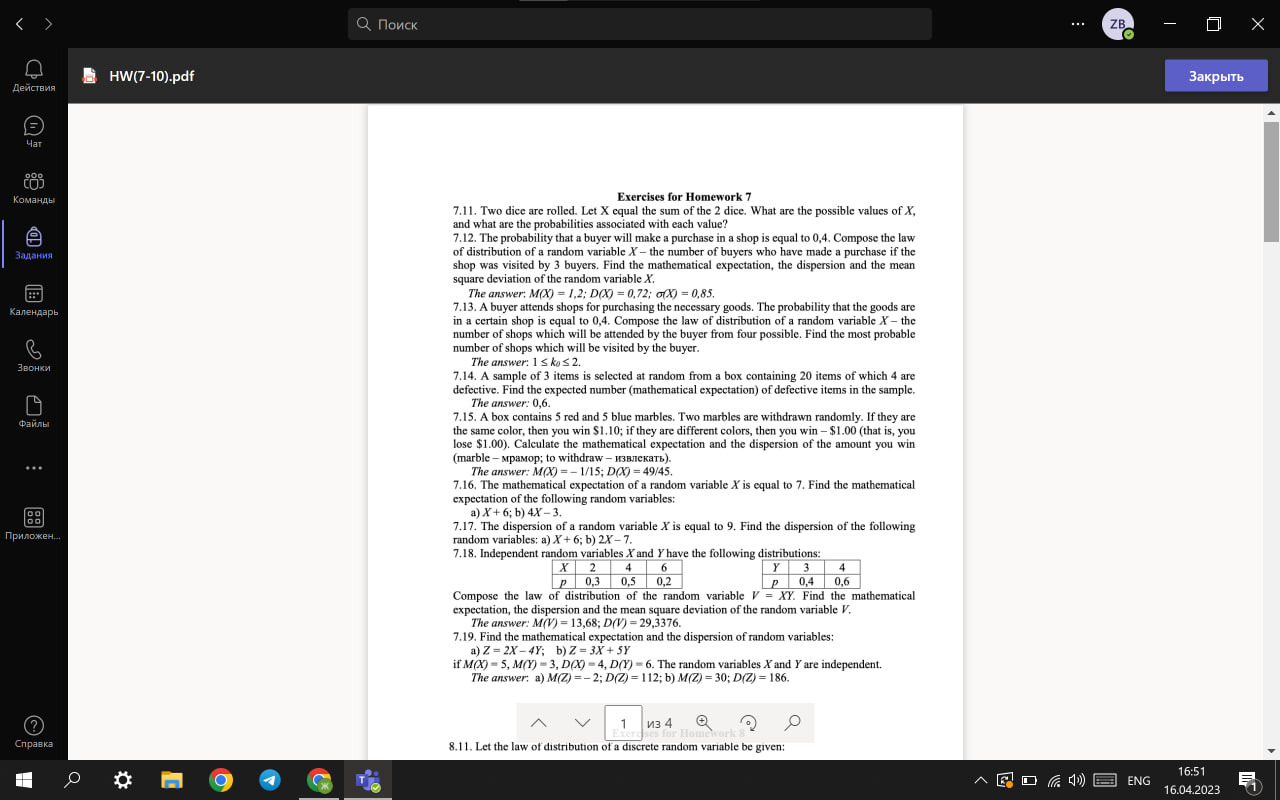 Поиск
ZB
Действия
HW(7-10).pdf
Закрыть
Чат
Команды
Задания
Календарь
Звонки
Файлы
Приложен...
Справка
Exercises for Homework 7
7.11. Two dice are rolled. Let X equal the sum of the 2 dice. What are the possible values of X,
and what are the probabilities associated with each value?
7.12. The probability that a buyer will make a purchase in a shop is equal to 0,4. Compose the law
of distribution of a random variable X – the number of buyers who have made a purchase if the
shop was visited by 3 buyers. Find the mathematical expectation, the dispersion and the mean
square deviation of the random variable X.
The answer: M(X) = 1,2; D(X) = 0,72; σ(X) = 0,85.
7.13. A buyer attends shops for purchasing the necessary goods. The probability that the goods are
in a certain shop is equal to 0,4. Compose the law of distribution of a random variable X – the
number of shops which will be attended by the buyer from four possible. Find the most probable
number of shops which will be visited by the buyer.
The answer: 1 ≤ k₀ ≤ 2.
7.14. A sample of 3 items is selected at random from a box containing 20 items of which 4 are
defective. Find the expected number (mathematical expectation) of defective items in the sample.
The answer: 0,6.
7.15. A box contains 5 red and 5 blue marbles. Two marbles are withdrawn randomly. If they are
the same color, then you win $1.10; if they are different colors, then you win – $1.00 (that is, you
lose $1.00). Calculate the mathematical expectation and the dispersion of the amount you win
(marble – мрамор; to withdraw – извлекать).
The answer: M(X) = – 1/15; D(X) = 49/45.
7.16. The mathematical expectation of a random variable X is equal to 7. Find the mathematical
expectation of the following random variables:
a) X + 6; b) 4X – 3.
7.17. The dispersion of a random variable X is equal to 9. Find the dispersion of the following
random variables: a) X + 6; b) 2X – 7.
7.18. Independent random variables X and Y have the following distributions:
X 2 4 6 Y 3 4
p 0,3 0,5 0,2 p 0,4 0,6
Compose the law of distribution of the random variable V = XY. Find the mathematical
expectation, the dispersion and the mean square deviation of the random variable V.
The answer: M(V) = 13,68; D(V) = 29,3376.
7.19. Find the mathematical expectation and the dispersion of random variables:
a) Z = 2X – 4Y; b) Z = 3X + 5Y
if M(X) = 5, M(Y) = 3, D(X) = 4, D(Y) = 6. The random variables X and Y are independent.
The answer: a) M(Z) = – 2; D(Z) = 112; b) M(Z) = 30; D(Z) = 186.
1 из 4
Exercises for Homework 8
8.11. Let the law of distribution of a discrete random variable be given:
ENG
16:51
16.04.2023
1